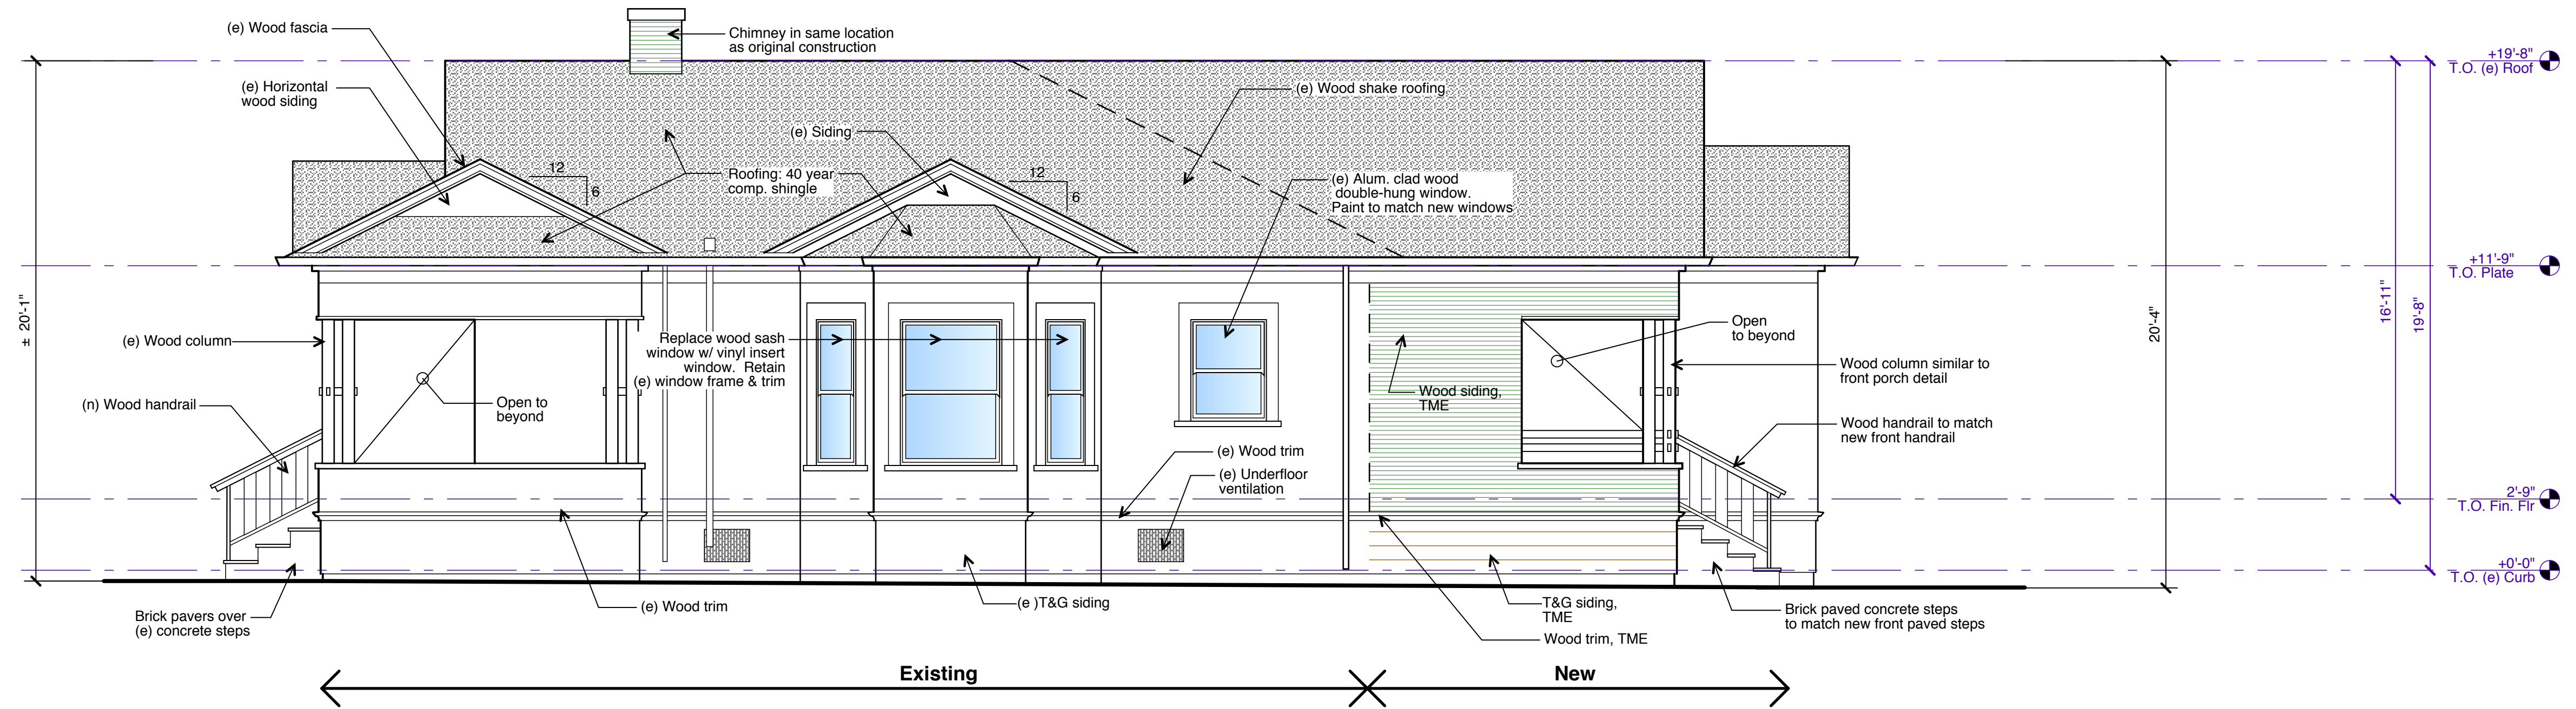 (e) Wood fascia
Chimney in same location
as original construction
+19'-8"
T.O. (e) Roof
(e) Horizontal
wood siding
(e) Wood shake roofing
(e) Siding
12
6
Roofing: 40 year
comp. shingle
12
6
(e) Alum. clad wood
double-hung window.
Paint to match new windows
+11'-9"
T.O. Plate
± 20'-1"
16'-11"
19'-8"
20'-4"
(e) Wood column
Replace wood sash
window w/ vinyl insert
window. Retain
(e) window frame & trim
Open
to beyond
Wood column similar to
front porch detail
(n) Wood handrail
Open to
beyond
Wood siding,
TME
Wood handrail to match
new front handrail
(e) Wood trim
(e) Underfloor
ventilation
2'-9"
T.O. Fin. Flr
+0'-0"
T.O. (e) Curb
Brick pavers over
(e) concrete steps
(e) Wood trim
(e )T&G siding
T&G siding,
TME
Wood trim, TME
Brick paved concrete steps
to match new front paved steps
Existing
New